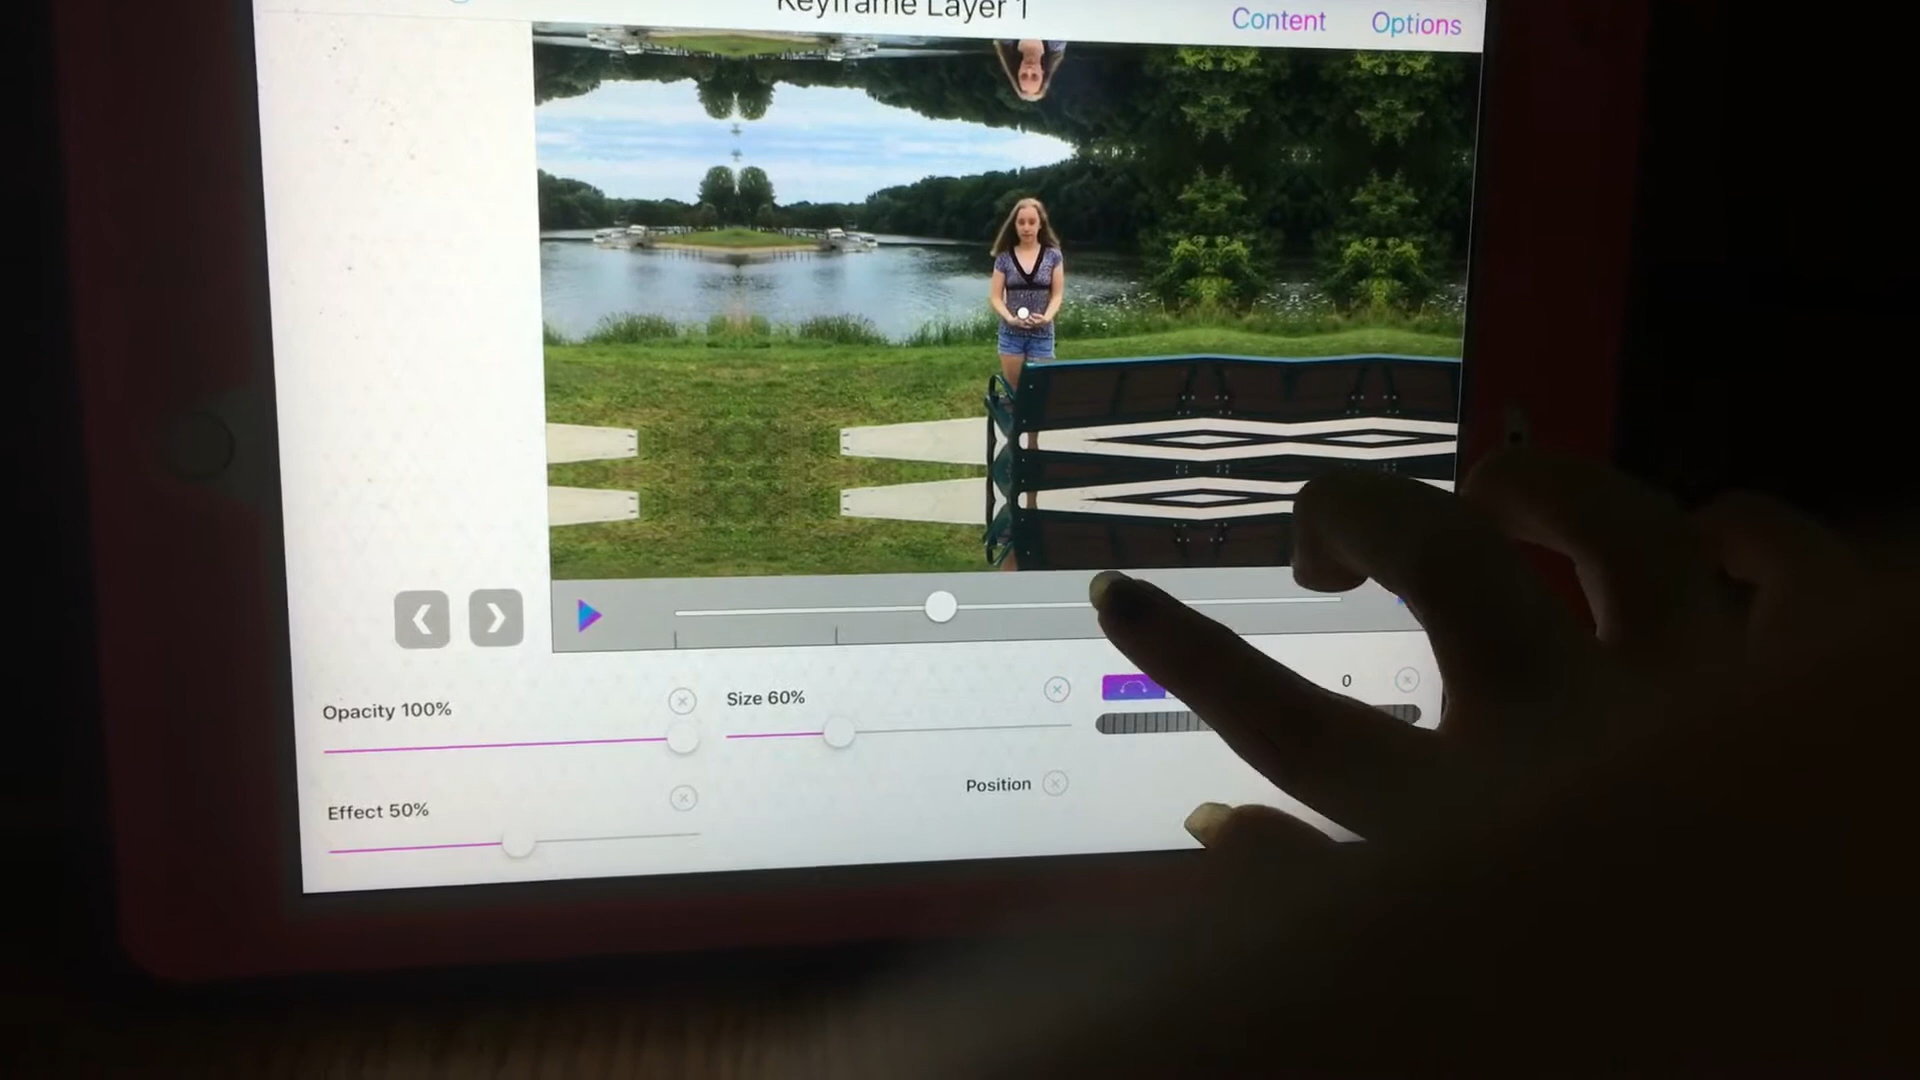 Keyframe Layer 1
Content
Options
Opacity 100%
Size 60%
0
Position
Effect 50%